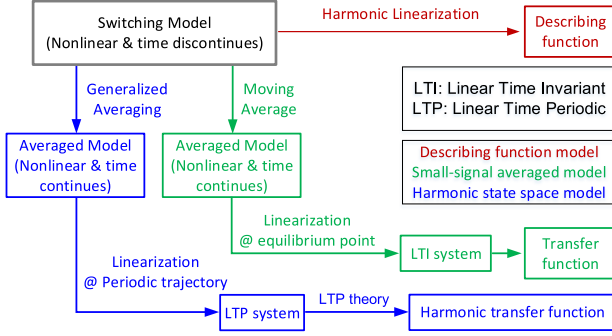 Switching Model
(Nonlinear & time discontinues)
Harmonic Linearization
Describing
function
Generalized
Averaging
Moving
Average
LTI: Linear Time Invariant
LTP: Linear Time Periodic
Averaged Model
(Nonlinear & time
continues)
Averaged Model
(Nonlinear & time
continues)
Describing function model
Small-signal averaged model
Harmonic state space model
Linearization
@ equilibrium point
LTI system
Transfer
function
Linearization
@ Periodic trajectory
LTP system
LTP theory
Harmonic transfer function